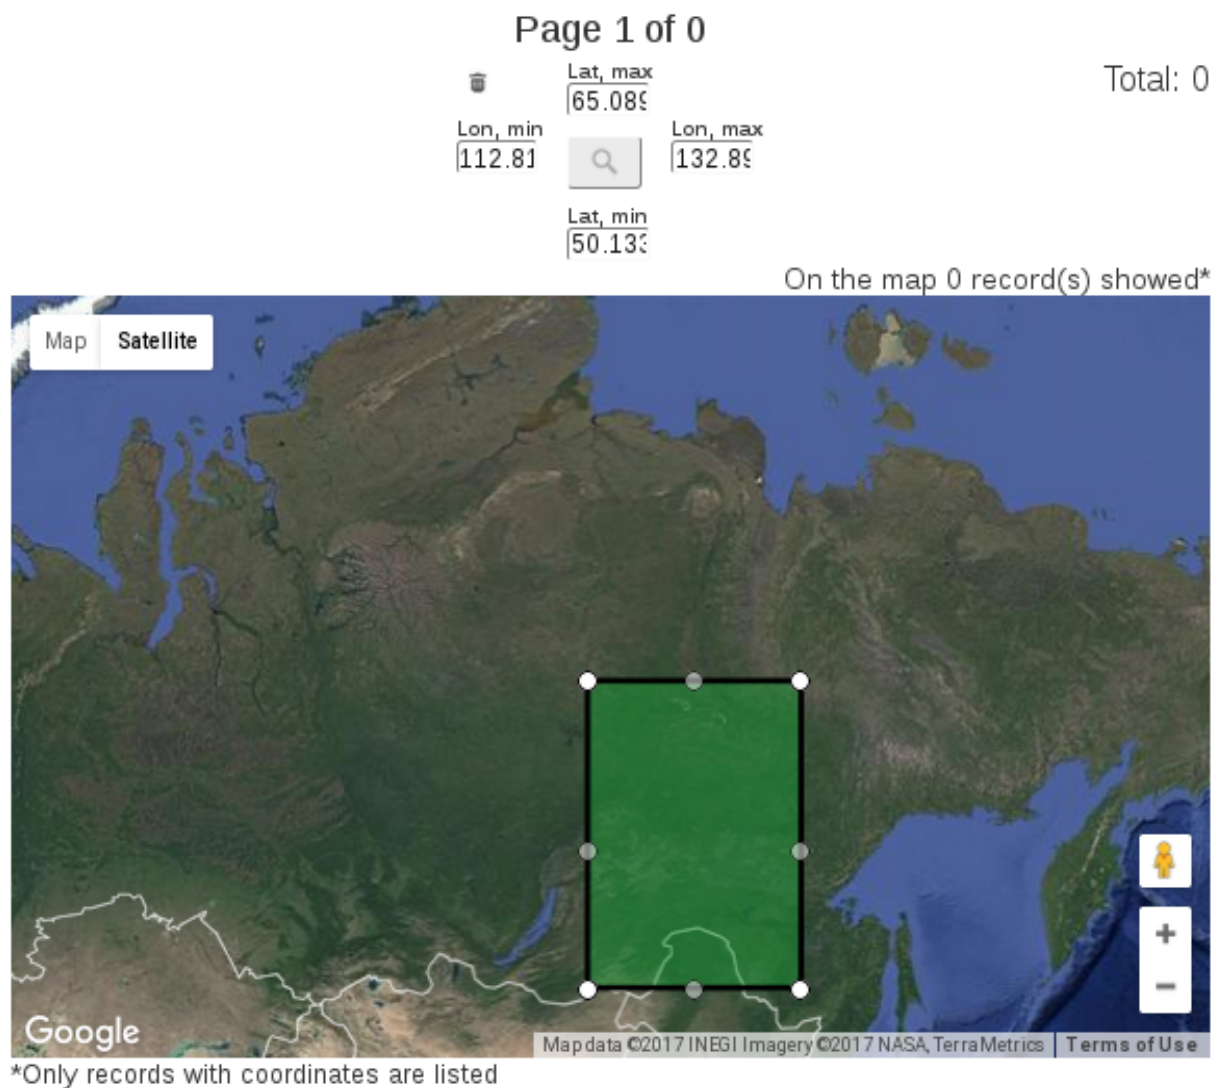 Page 1 of 0
Lat, max
Total: 0
65.089
Lon, min
Lon, max
112.81
132.89
Lat, min
50.133
On the map 0 record(s) showed*
Map
Satellite
Google
Map data ©2017 INEGI Imagery ©2017 NASA, TerraMetrics
Terms of Use
*Only records with coordinates are listed